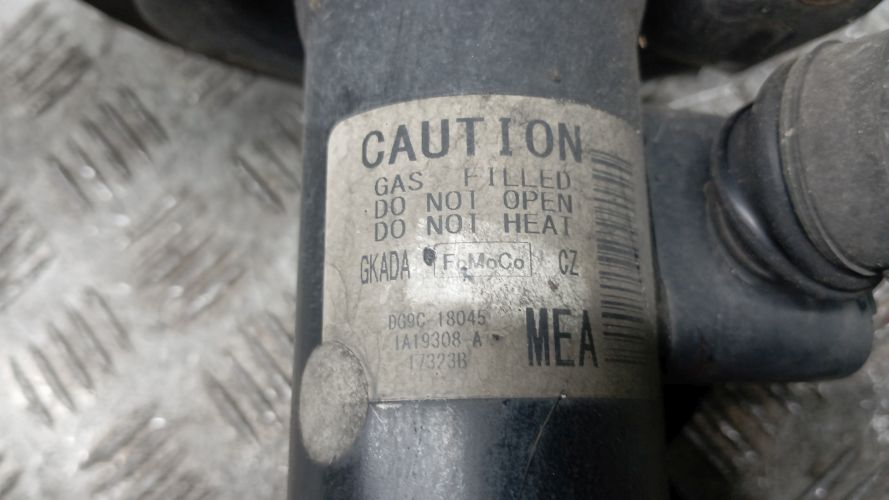 CAUTION
GAS FILLED
DO NOT OPEN
DO NOT HEAT
GKADA FoMoCo CZ
DG9C-18045
1A19308-A
17323B
MEA